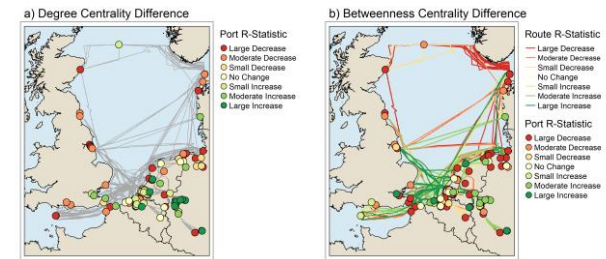 a) Degree Centrality Difference
Port R-Statistic
Large Decrease
Moderate Decrease
Small Decrease
No Change
Small Increase
Moderate Increase
Large Increase
b) Betweenness Centrality Difference
Route R-Statistic
Large Decrease
Moderate Decrease
Small Decrease
No Change
Small Increase
Moderate Increase
Large Increase
Port R-Statistic
Large Decrease
Moderate Decrease
Small Decrease
No Change
Small Increase
Moderate Increase
Large Increase